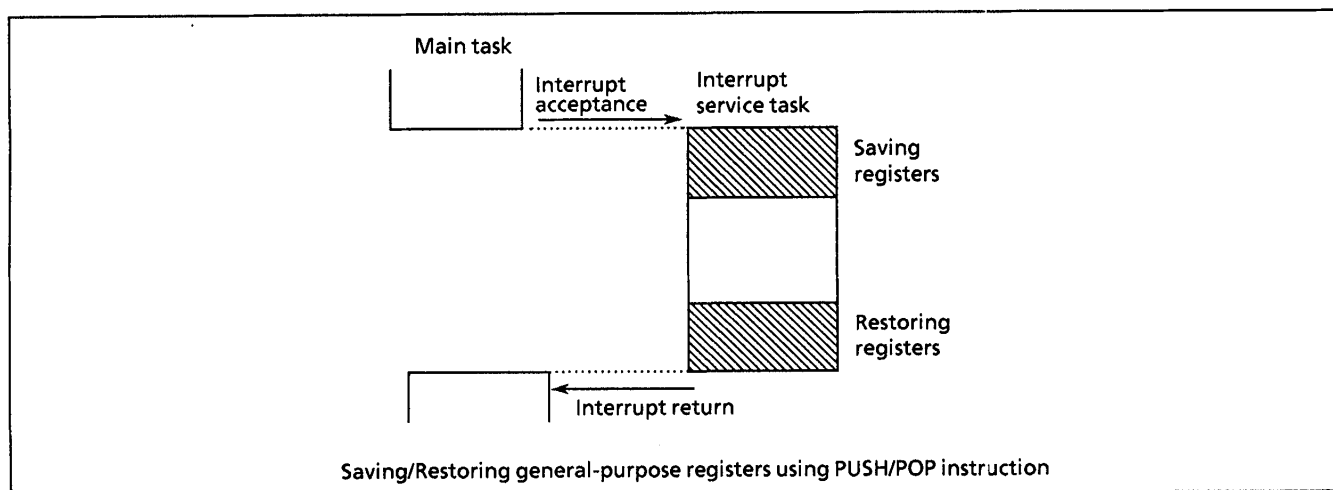 Main task
Interrupt
acceptance
Interrupt
service task
Saving
registers
Restoring
registers
Interrupt return
Saving/Restoring general-purpose registers using PUSH/POP instruction